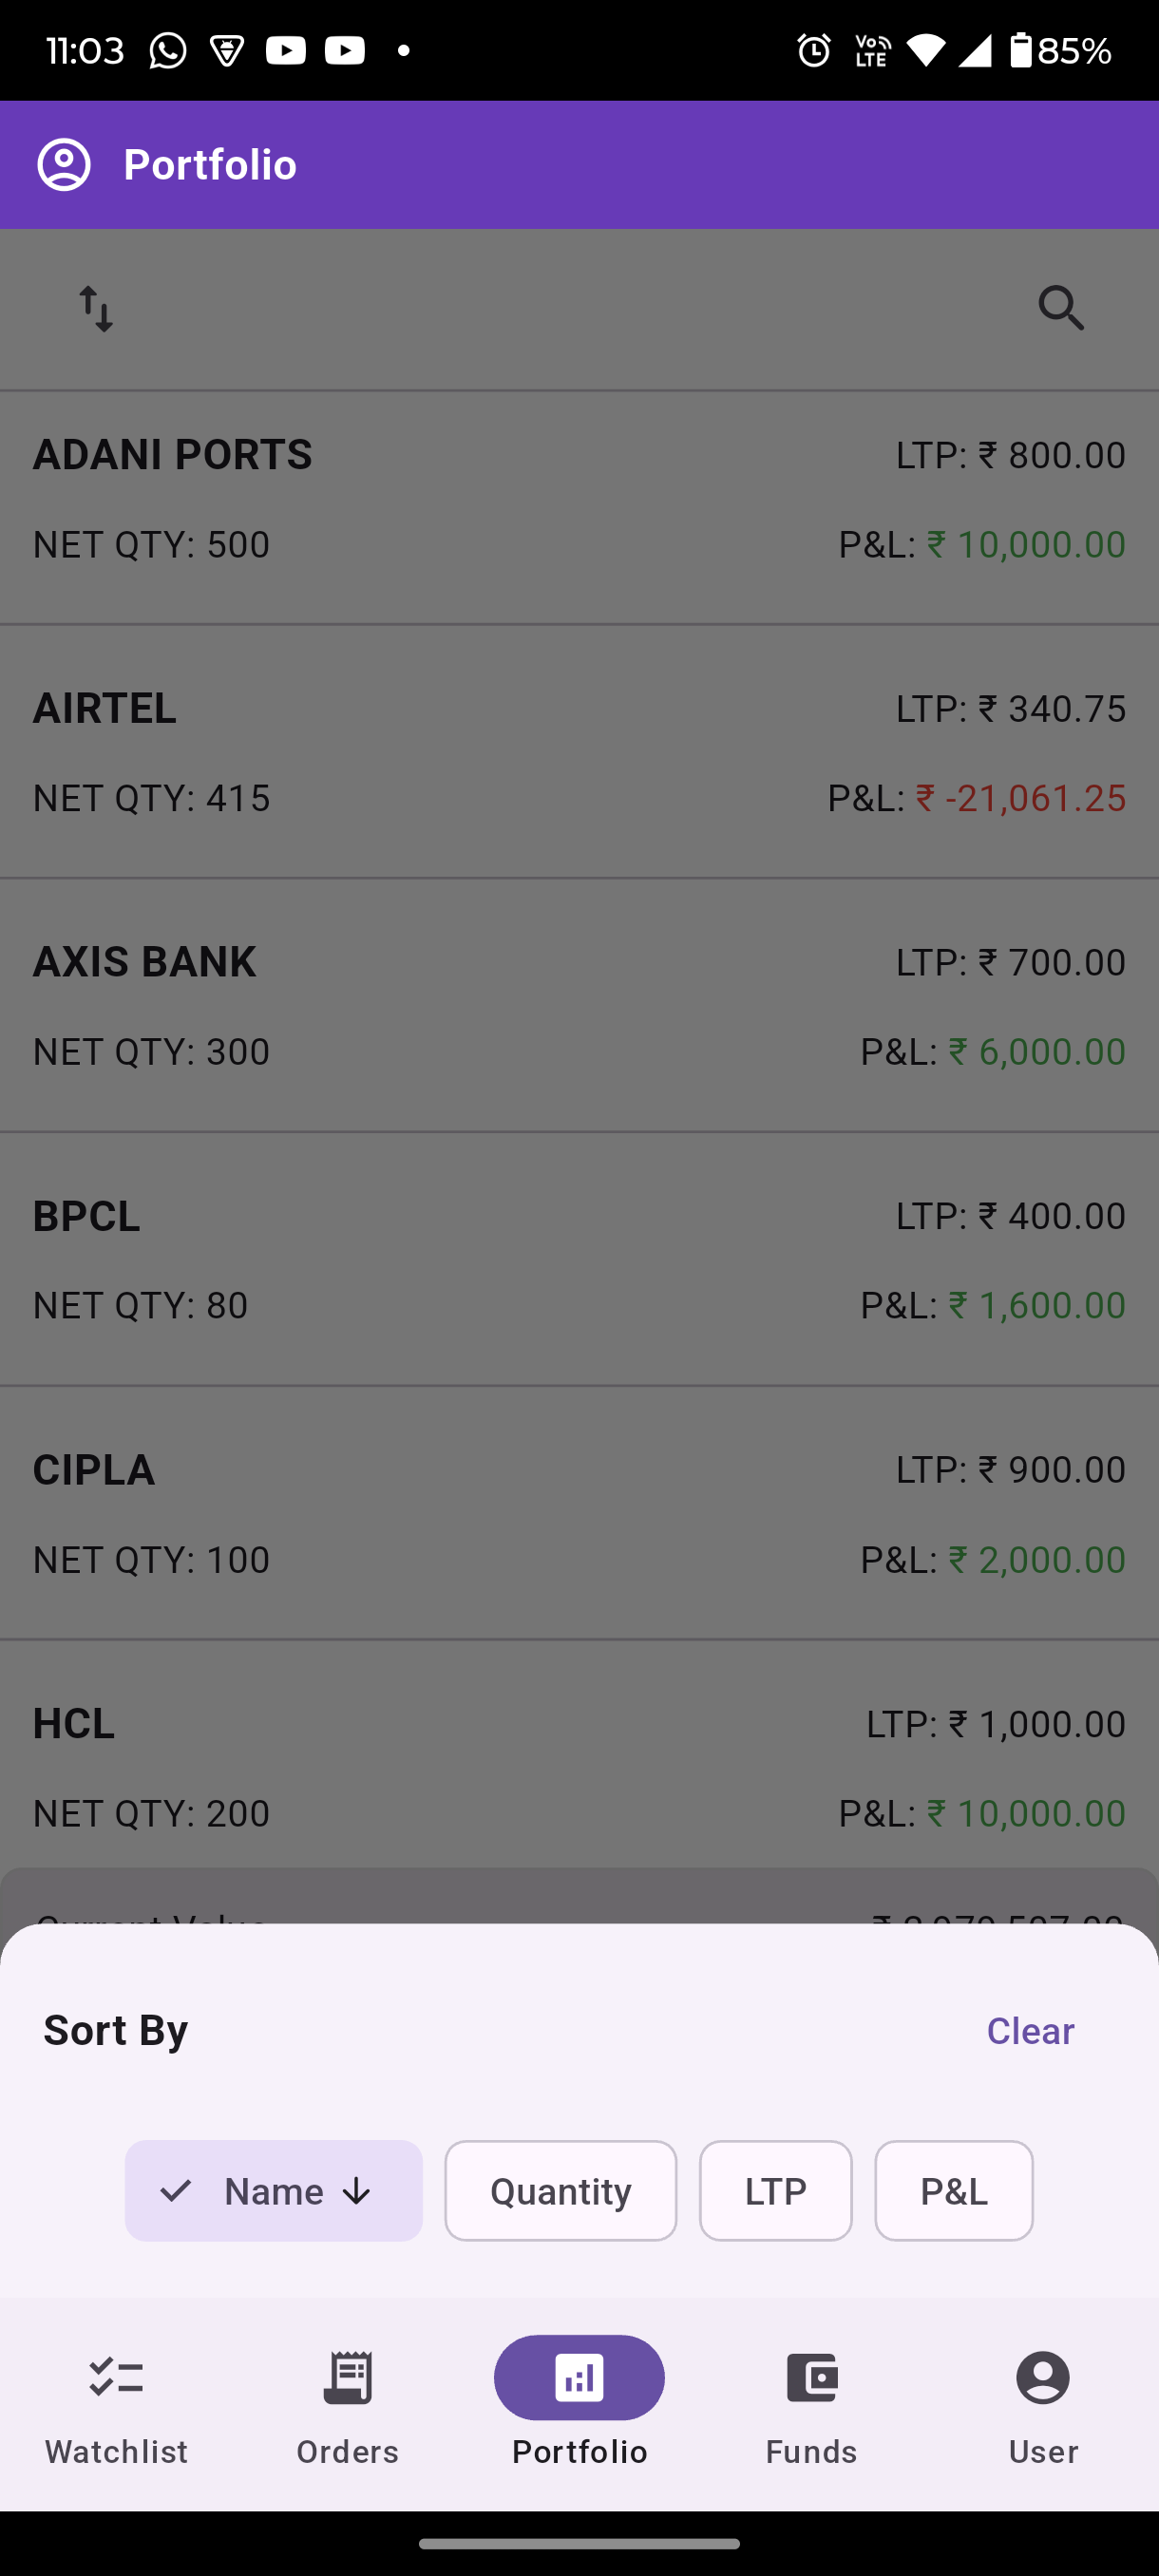 11:03 Vo LTE 85%
Portfolio
ADANI PORTS LTP: ₹ 800.00
NET QTY: 500 P&L: ₹ 10,000.00
AIRTEL LTP: ₹ 340.75
NET QTY: 415 P&L: ₹ -21,061.25
AXIS BANK LTP: ₹ 700.00
NET QTY: 300 P&L: ₹ 6,000.00
BPCL LTP: ₹ 400.00
NET QTY: 80 P&L: ₹ 1,600.00
CIPLA LTP: ₹ 900.00
NET QTY: 100 P&L: ₹ 2,000.00
HCL LTP: ₹ 1,000.00
NET QTY: 200 P&L: ₹ 10,000.00
Current Value
Sort By Clear
Name Quantity LTP P&L
Watchlist Orders Portfolio Funds User